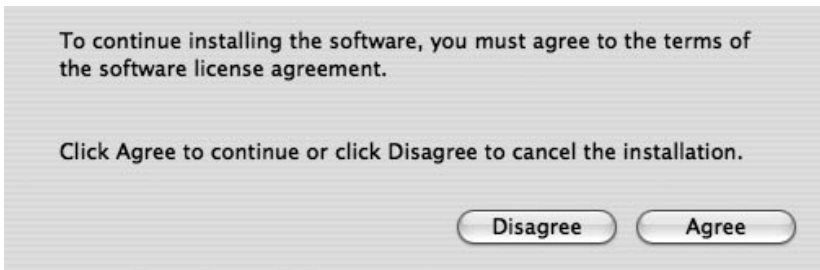 To continue installing the software, you must agree to the terms of
the software license agreement.
Click Agree to continue or click Disagree to cancel the installation.
Disagree Agree